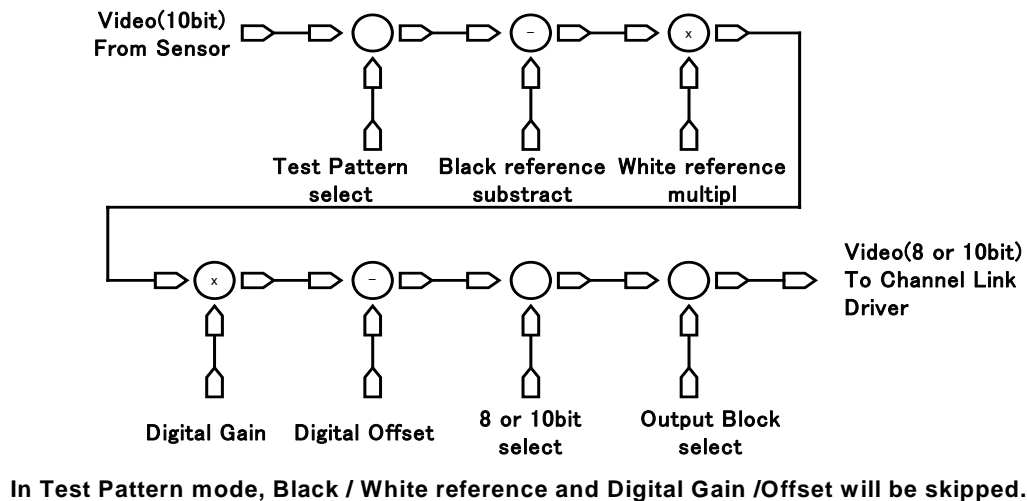 Video(10bit)
From Sensor
-
x
Test Pattern
select
Black reference
substract
White reference
multipl
x
-
Video(8 or 10bit)
To Channel Link
Driver
Digital Gain
Digital Offset
8 or 10bit
select
Output Block
select
In Test Pattern mode, Black / White reference and Digital Gain /Offset will be skipped.